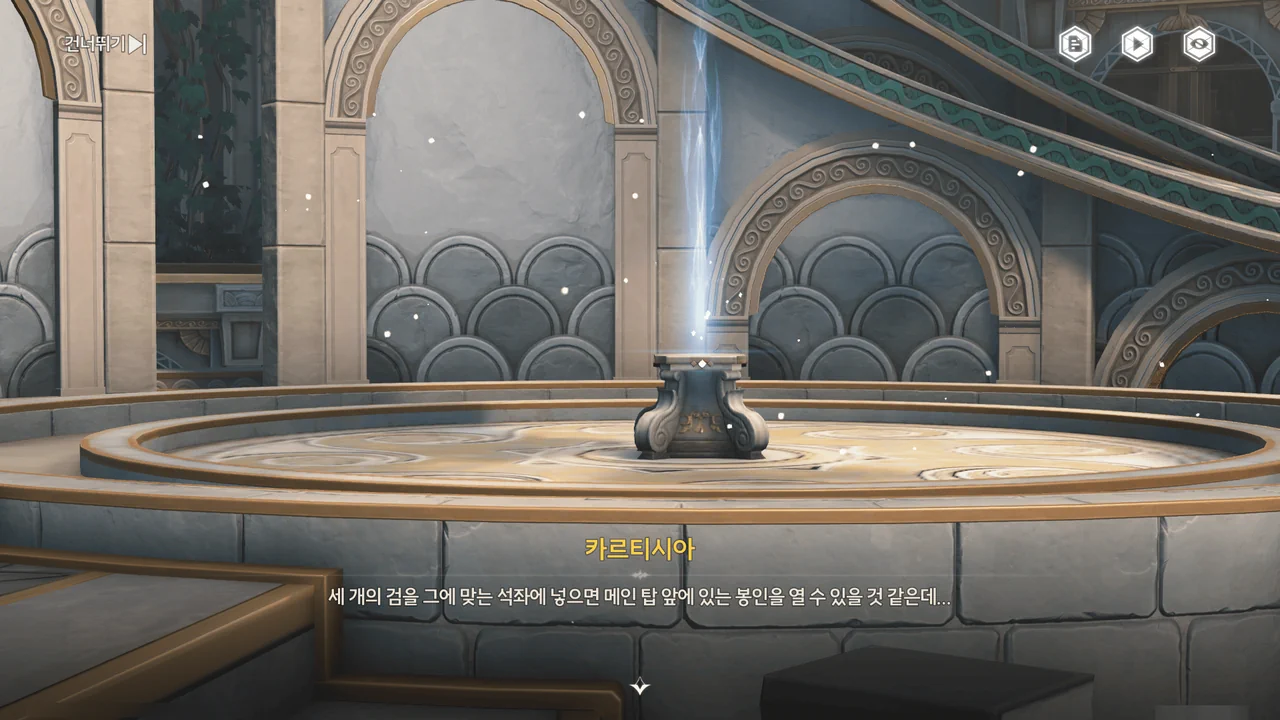 건너뛰기
카르티시아
세 개의 검을 그에 맞는 석좌에 넣으면 메인 탑 앞에 있는 봉인을 열 수 있을 것 같은데...